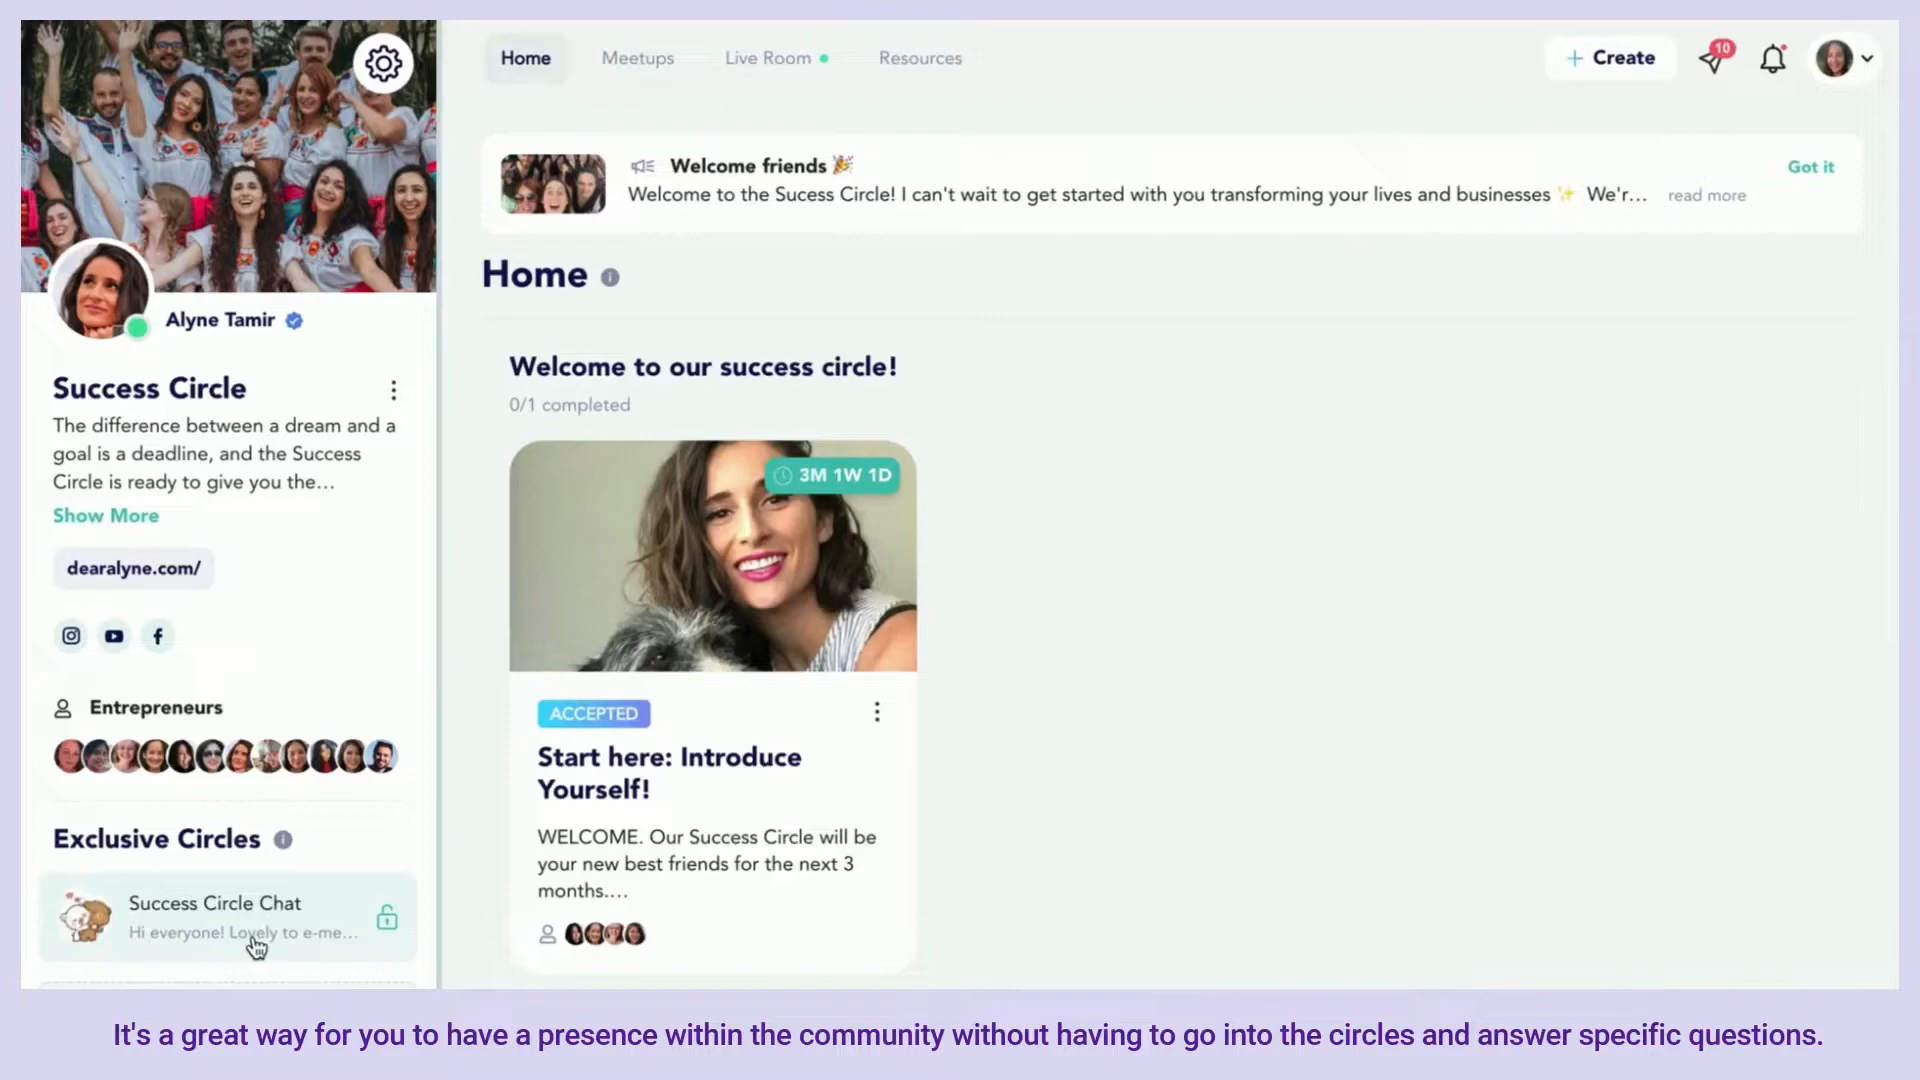 Home
Meetups
Live Room
Resources
+ Create
10
Welcome friends 🎉
Welcome to the Sucess Circle! I can't wait to get started with you transforming your lives and businesses ✨ We'r... read more
Got it
Home
Alyne Tamir
Success Circle
The difference between a dream and a
goal is a deadline, and the Success
Circle is ready to give you the...
Show More
dearalyne.com/
Entrepreneurs
Exclusive Circles
Success Circle Chat
Hi everyone! Lovely to e-me...
Welcome to our success circle!
0/1 completed
3M 1W 1D
ACCEPTED
Start here: Introduce
Yourself!
WELCOME. Our Success Circle will be
your new best friends for the next 3
months....
It's a great way for you to have a presence within the community without having to go into the circles and answer specific questions.